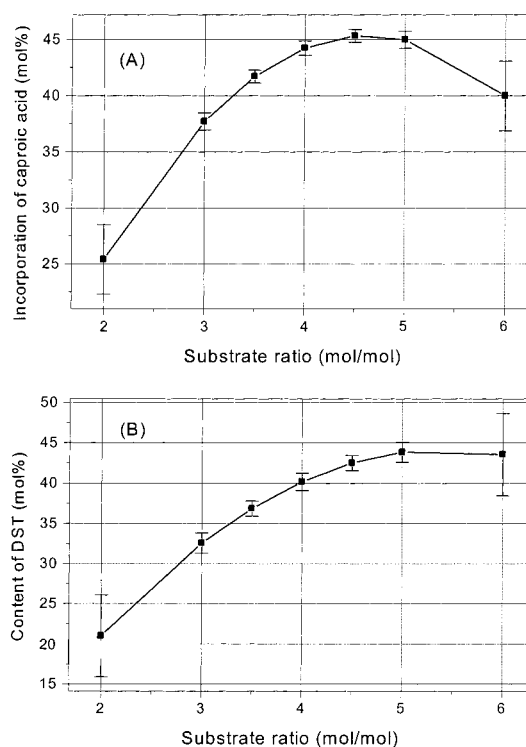 Incorporation of caproic acid (mol%)
(A)
45
40
35
30
25
2 3 4 5 6
Substrate ratio (mol/mol)
Content of DST (mol%)
(B)
50
45
40
35
30
25
20
15
2 3 4 5 6
Substrate ratio (mol/mol)